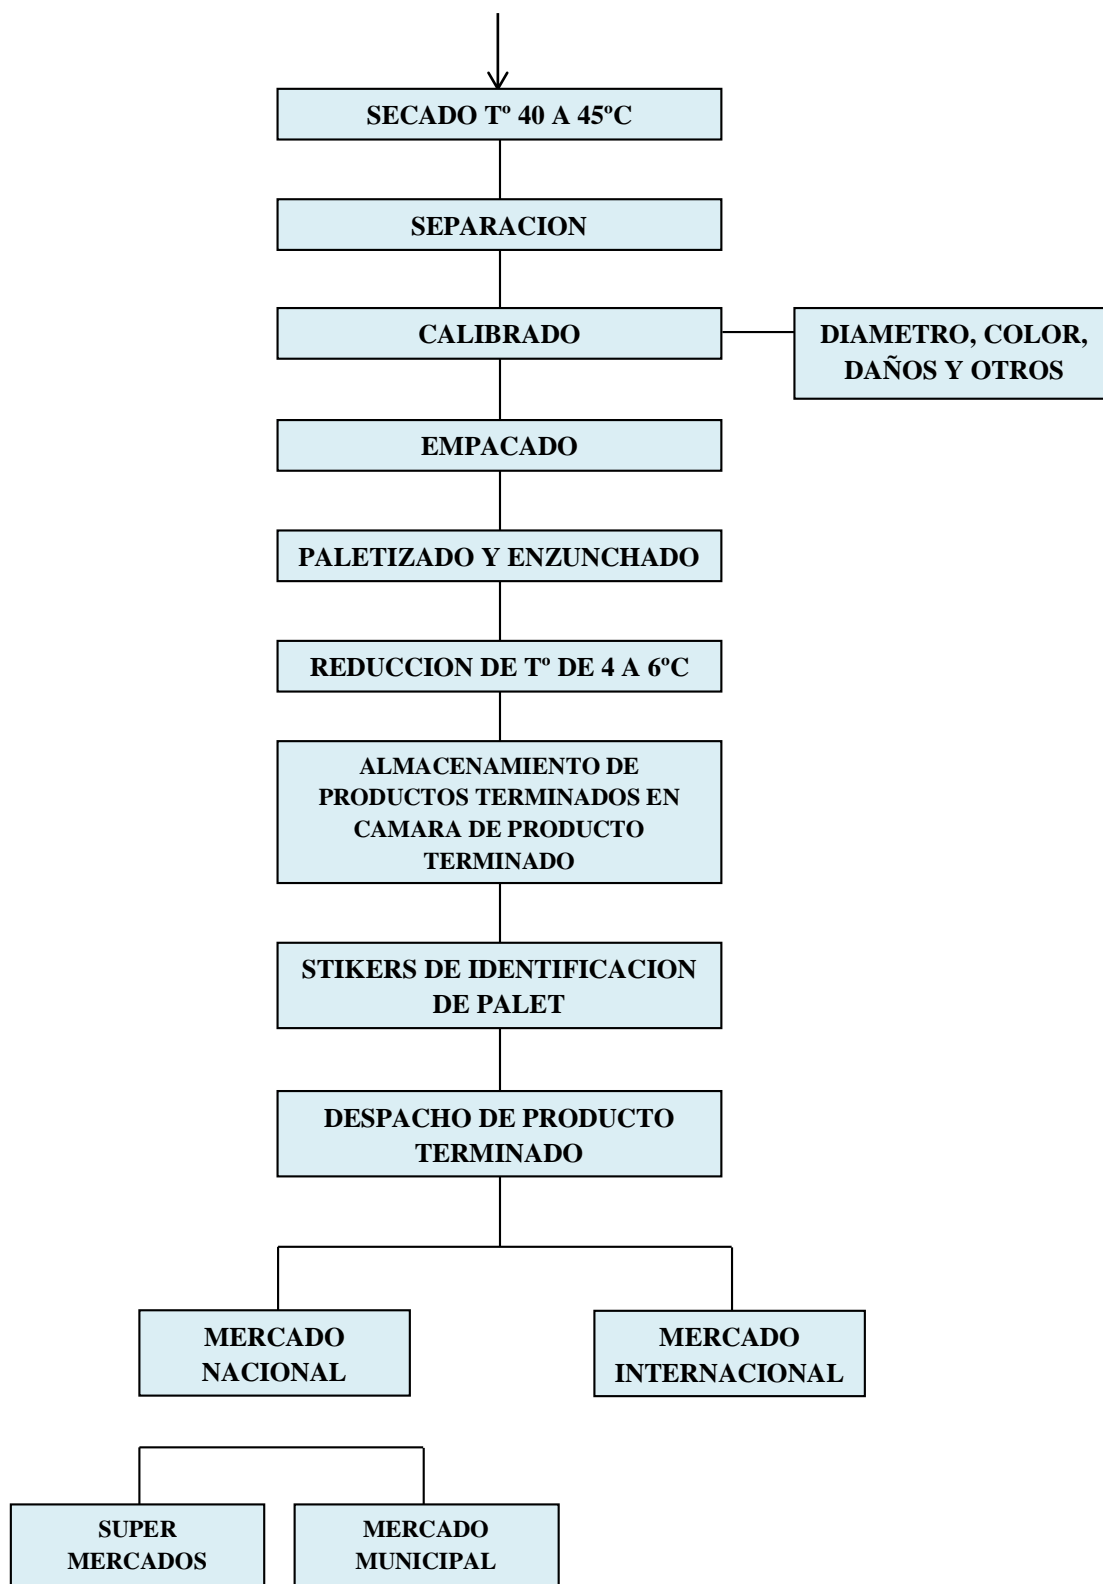 SECADO Tº 40 A 45ºC
SEPARACION
CALIBRADO
DIAMETRO, COLOR,
DAÑOS Y OTROS
EMPACADO
PALETIZADO Y ENZUNCHADO
REDUCCION DE Tº DE 4 A 6ºC
ALMACENAMIENTO DE
PRODUCTOS TERMINADOS EN
CAMARA DE PRODUCTO
TERMINADO
STIKERS DE IDENTIFICACION
DE PALET
DESPACHO DE PRODUCTO
TERMINADO
MERCADO
NACIONAL
MERCADO
INTERNACIONAL
SUPER
MERCADOS
MERCADO
MUNICIPAL